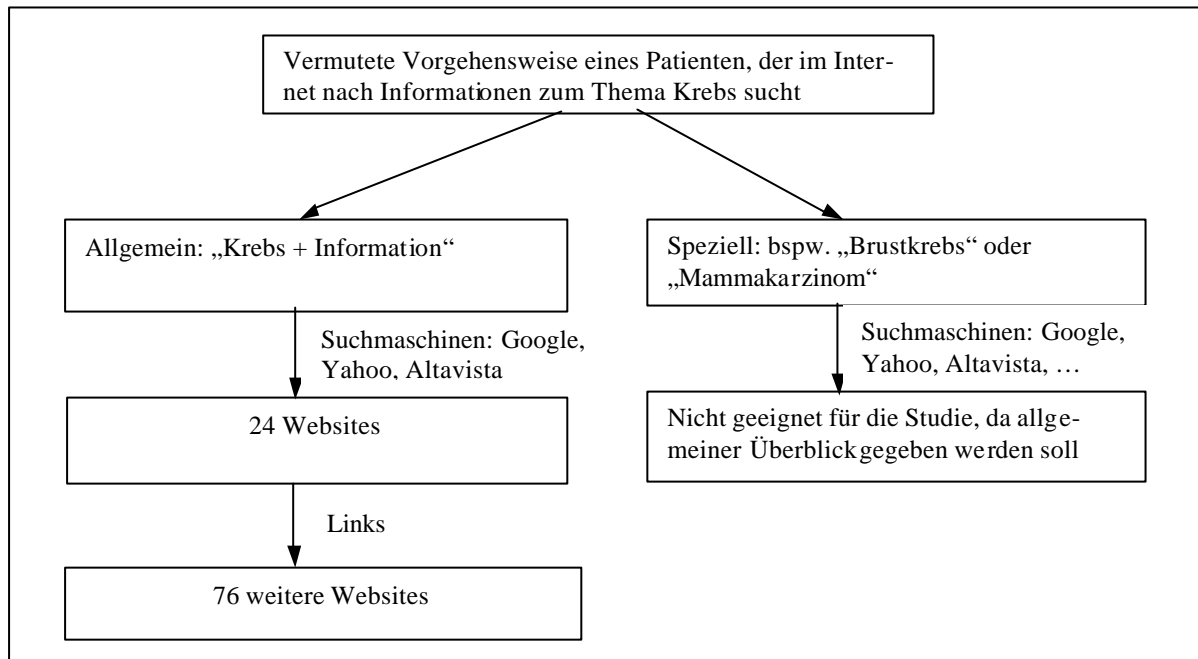 Vermutete Vorgehensweise eines Patienten, der im Inter-
net nach Informationen zum Thema Krebs sucht
Allgemein: „Krebs + Information“
Speziell: bspw. „Brustkrebs“ oder
„Mammakarzinom“
Suchmaschinen: Google,
Yahoo, Altavista
Suchmaschinen: Google,
Yahoo, Altavista, …
24 Websites
Nicht geeignet für die Studie, da allge-
meiner Überblick gegeben werden soll
Links
76 weitere Websites